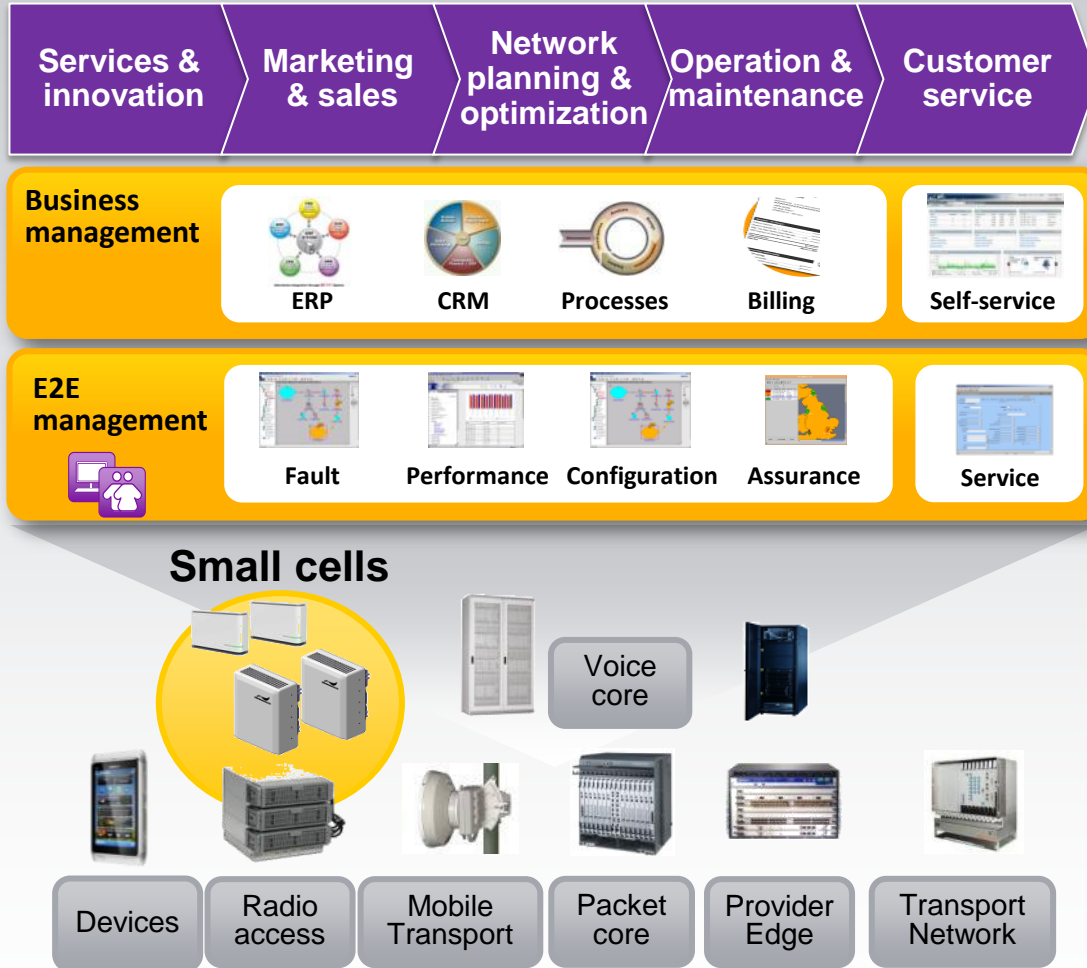 Services &
innovation
Marketing
& sales
Network
planning &
optimization
Operation &
maintenance
Customer
service
Business
management
ERP
CRM
Processes
Billing
Self-service
E2E
management
Fault
Performance
Configuration
Assurance
Service
Small cells
Voice
core
Devices
Radio
access
Mobile
Transport
Packet
core
Provider
Edge
Transport
Network